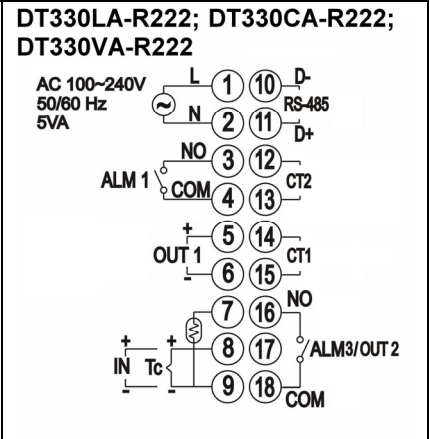 DT330LA-R222; DT330CA-R222;
DT330VA-R222
AC 100~240V
50/60 Hz
5VA
L
N
1
10
D-
RS-485
2
11
D+
NO
3
12
ALM 1
CT2
COM
4
13
+
5
14
OUT 1
CT1
-
6
15
7
16
NO
+
+
8
17
ALM3/OUT 2
IN
Tc
-
-
9
18
COM